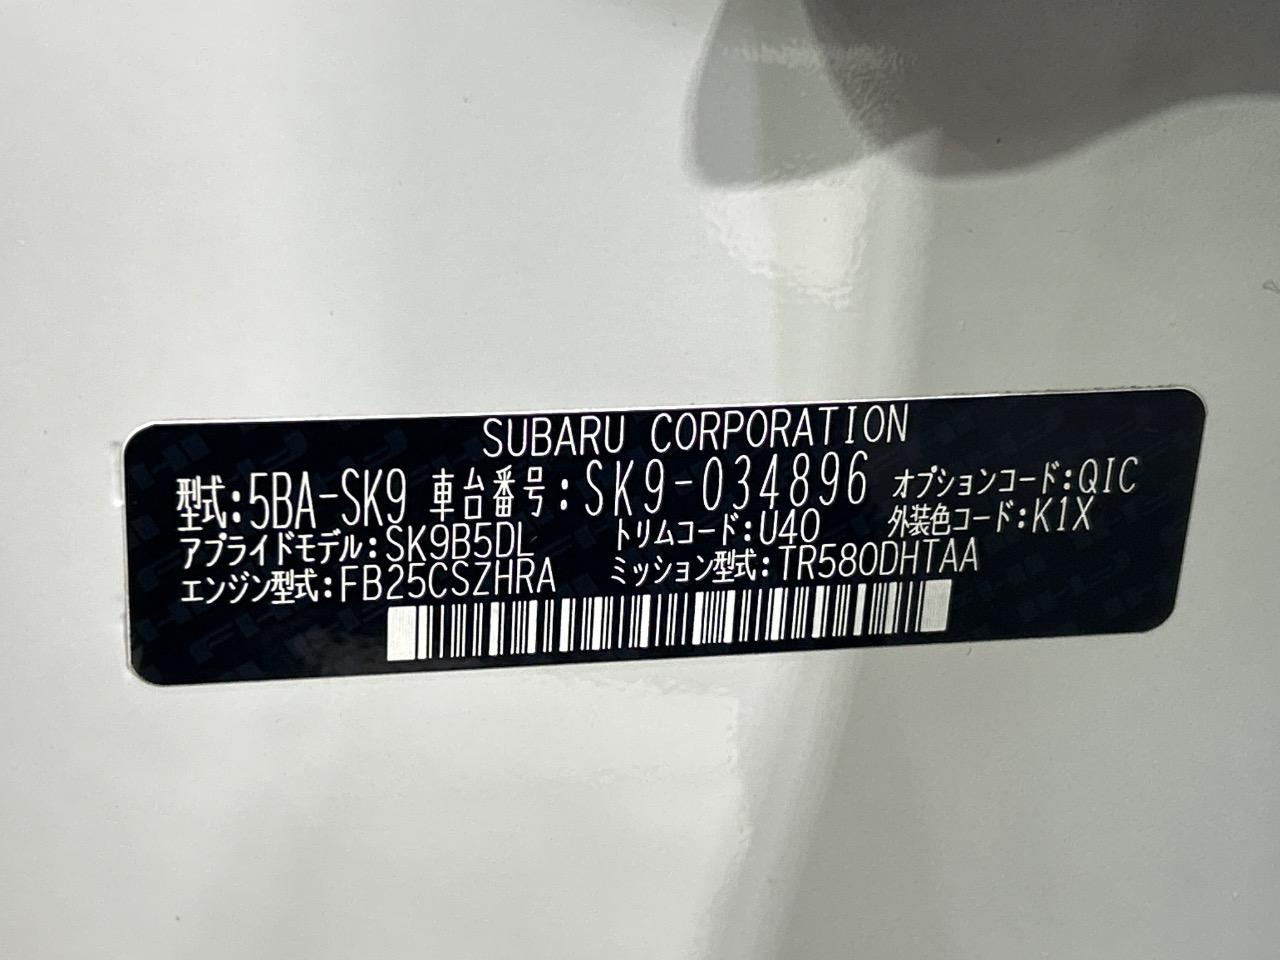 SUBARU CORPORATION
型式:5BA-SK9 車台番号:SK9-034896 オプションコード:QIC
アプライドモデル:SK9B5DL トリムコード:U40 外装色コード:K1X
エンジン型式:FB25CSZHRA ミッション型式:TR580DHTAA